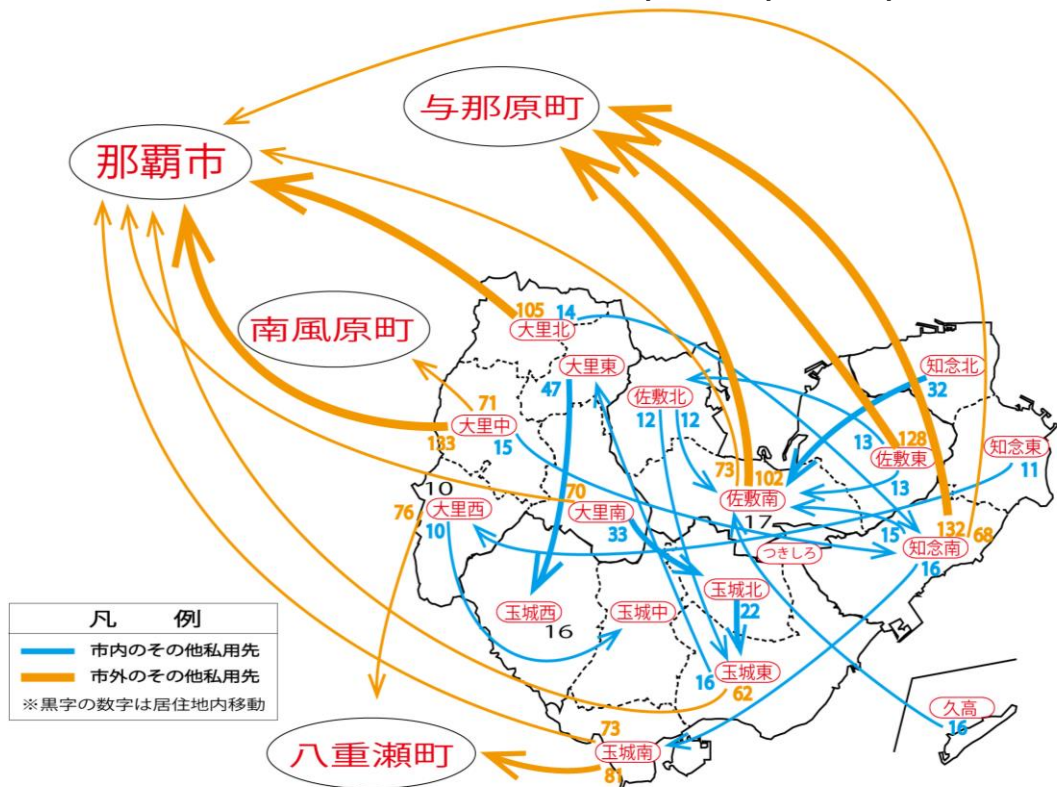 与那原町
那覇市
南風原町
八重瀬町
105
14
大里北
大里東
47
佐敷北
12
12
知念北
32
71
大里中
133
15
13
128
佐敷東
13
知念東
11
73
102
佐敷南
17
10
大里西
76
10
70
大里南
33
15
132
68
知念南
16
つきしろ
玉城北
22
玉城西
16
玉城中
玉城東
16
62
久高
16
73
玉城南
81
凡 例
市内のその他私用先
市外のその他私用先
※黒字の数字は居住地内移動